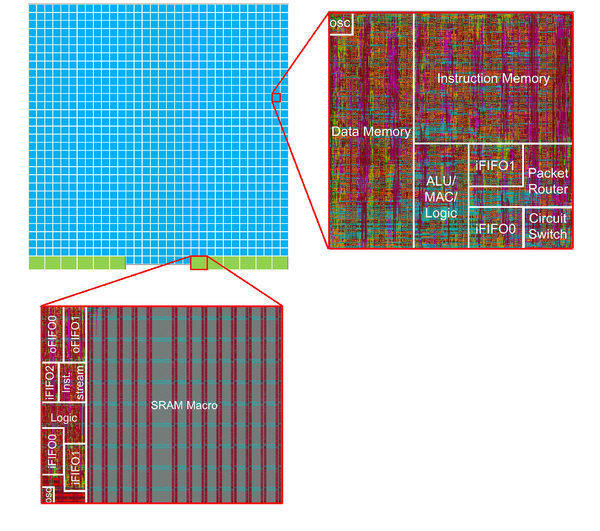 osc
Instruction Memory
Data Memory
iFIFO1
Packet
Router
ALU/
MAC/
Logic
iFIFO0
Circuit
Switch
oFIFO0
oFIFO1
iFIFO2
Inst.
stream
SRAM Macro
Logic
iFIFO0
iFIFO1
osc